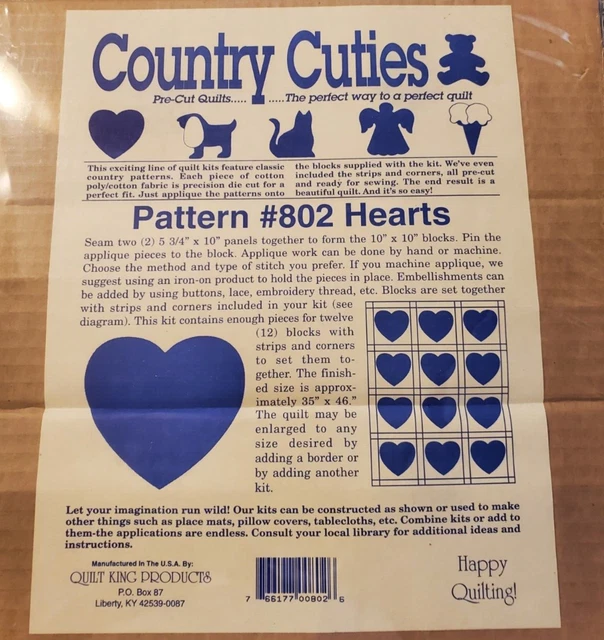 Country Cuties
Pre-Cut Quilts..... .....The perfect way to a perfect quilt
This exciting line of quilt kits feature classic
country patterns. Each piece of cotton
poly/cotton fabric is precision die cut for a
perfect fit. Just applique the patterns onto
the blocks supplied with the kit. We've even
included the strips and corners, all pre-cut
and ready for sewing. The end result is a
beautiful quilt. And it's so easy!
Pattern #802 Hearts
Seam two (2) 5 3/4" x 10" panels together to form the 10" x 10" blocks. Pin the
applique pieces to the block. Applique work can be done by hand or machine.
Choose the method and type of stitch you prefer. If you machine applique, we
suggest using an iron-on product to hold the pieces in place. Embellishments can
be added by using buttons, lace, embroidery thread, etc. Blocks are set together
with strips and corners included in your kit (see
diagram). This kit contains enough pieces for twelve
(12) blocks with
strips and corners
to set them to-
gether. The finish-
ed size is approx-
imately 35" x 46."
The quilt may be
enlarged to any
size desired by
adding a border or
by adding another
kit.
Let your imagination run wild! Our kits can be constructed as shown or used to make
other things such as place mats, pillow covers, tablecloths, etc. Combine kits or add to
them-the applications are endless. Consult your local library for additional ideas and
instructions.
Manufactured In The U.S.A. By:
QUILT KING PRODUCTS
P.O. Box 87
Liberty, KY 42539-0087
7 66177 00802 6
Happy
Quilting!